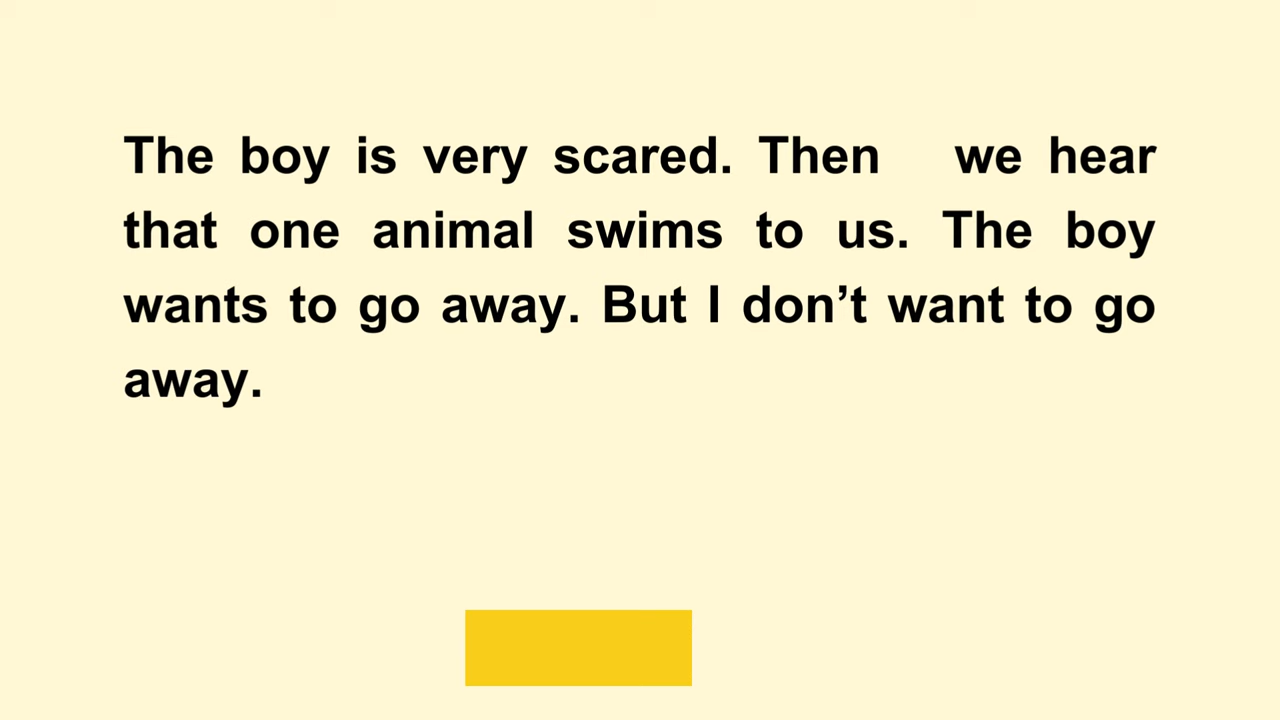 The boy is very scared. Then we hear
that one animal swims to us. The boy
wants to go away. But I don’t want to go
away.